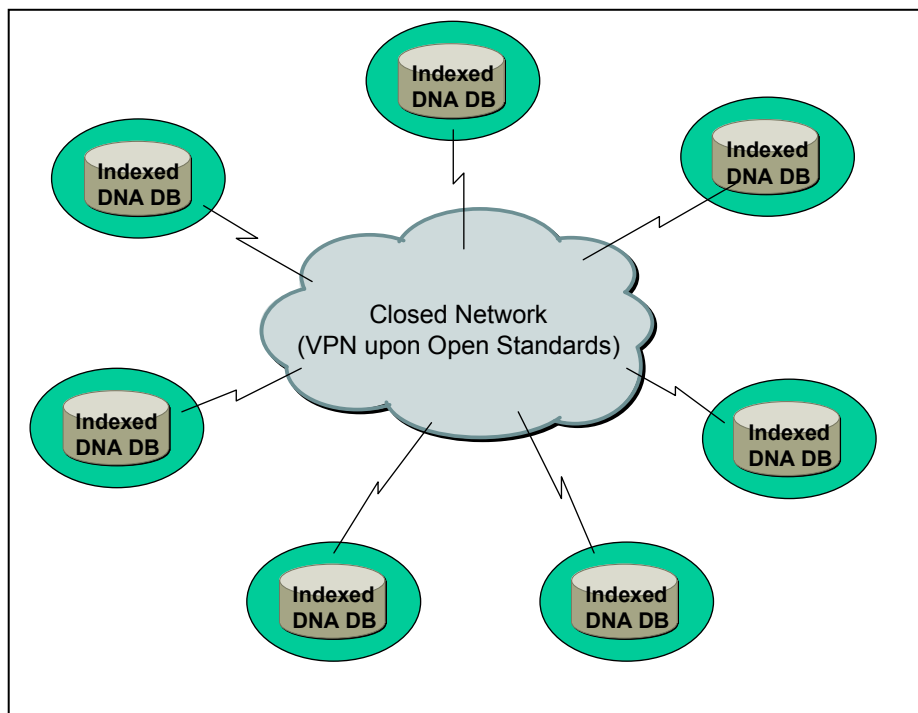 Indexed
DNA DB
Indexed
DNA DB
Indexed
DNA DB
Closed Network
(VPN upon Open Standards)
Indexed
DNA DB
Indexed
DNA DB
Indexed
DNA DB
Indexed
DNA DB